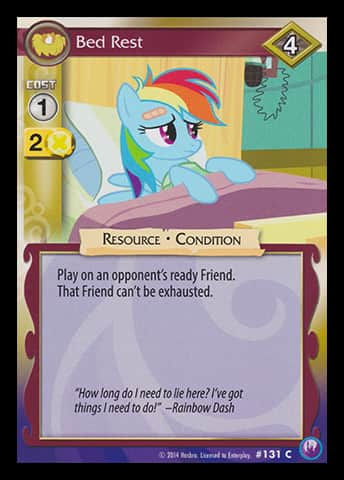 Bed Rest
4
COST
1
2
RESOURCE • CONDITION
Play on an opponent's ready Friend.
That Friend can't be exhausted.
"How long do I need to lie here? I've got
things I need to do!" –Rainbow Dash
© 2014 Hasbro. Licensed to Enterplay. #131 C